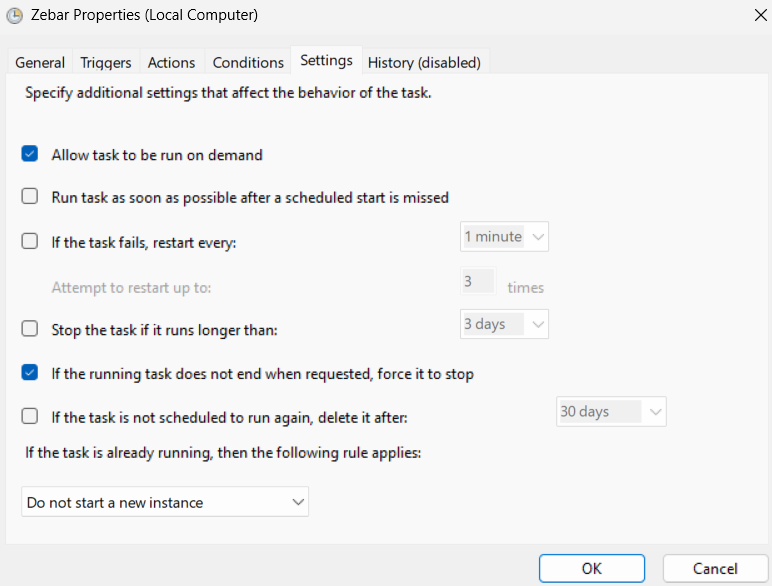 Zebar Properties (Local Computer)
General Triggers Actions Conditions Settings History (disabled)
Specify additional settings that affect the behavior of the task.
Allow task to be run on demand
Run task as soon as possible after a scheduled start is missed
If the task fails, restart every: 1 minute
Attempt to restart up to: 3 times
Stop the task if it runs longer than: 3 days
If the running task does not end when requested, force it to stop
If the task is not scheduled to run again, delete it after: 30 days
If the task is already running, then the following rule applies:
Do not start a new instance
OK Cancel